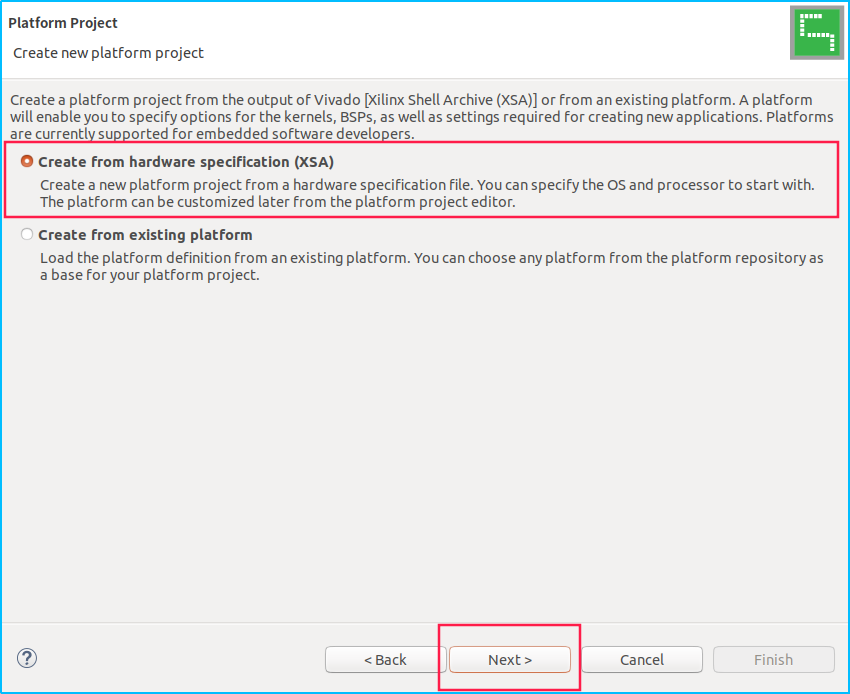 Platform Project
Create new platform project
Create a platform project from the output of Vivado [Xilinx Shell Archive (XSA)] or from an existing platform. A platform
will enable you to specify options for the kernels, BSPs, as well as settings required for creating new applications. Platforms
are currently supported for embedded software developers.
Create from hardware specification (XSA)
Create a new platform project from a hardware specification file. You can specify the OS and processor to start with.
The platform can be customized later from the platform project editor.
Create from existing platform
Load the platform definition from an existing platform. You can choose any platform from the platform repository as
a base for your platform project.
? < Back Next > Cancel Finish